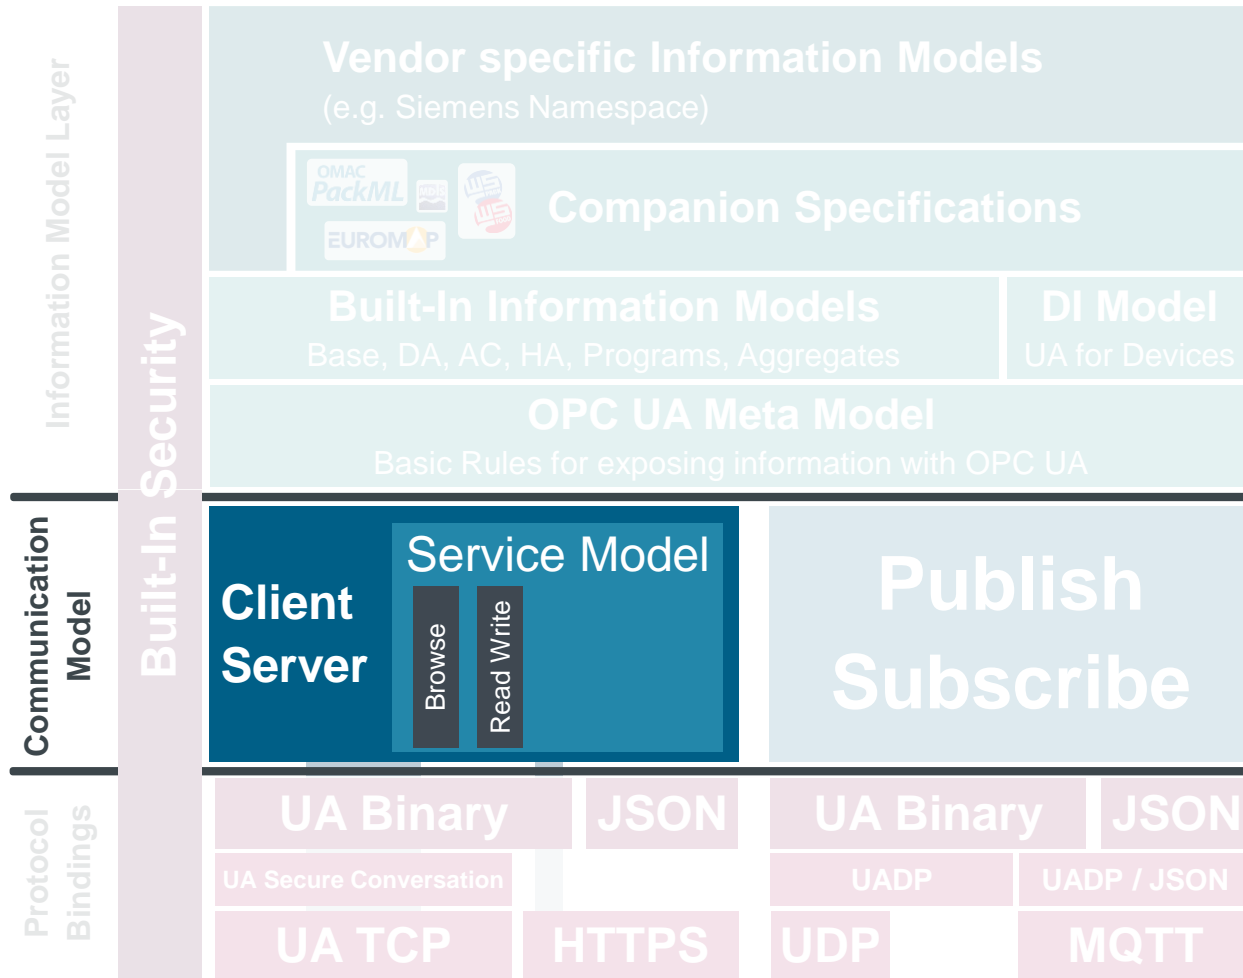 Information Model Layer
Vendor specific Information Models
(e.g. Siemens Namespace)
OMAC
PackML
EUROMAP
Companion Specifications
Built-In Information Models
Base, DA, AC, HA, Programs, Aggregates
DI Model
UA for Devices
OPC UA Meta Model
Basic Rules for exposing information with OPC UA
Built-In Security
Communication
Model
Client
Server
Service Model
Browse
Read Write
Publish
Subscribe
Protocol
Bindings
UA Binary
JSON
UA Binary
JSON
UA Secure Conversation
UADP
UADP / JSON
UA TCP
HTTPS
UDP
MQTT